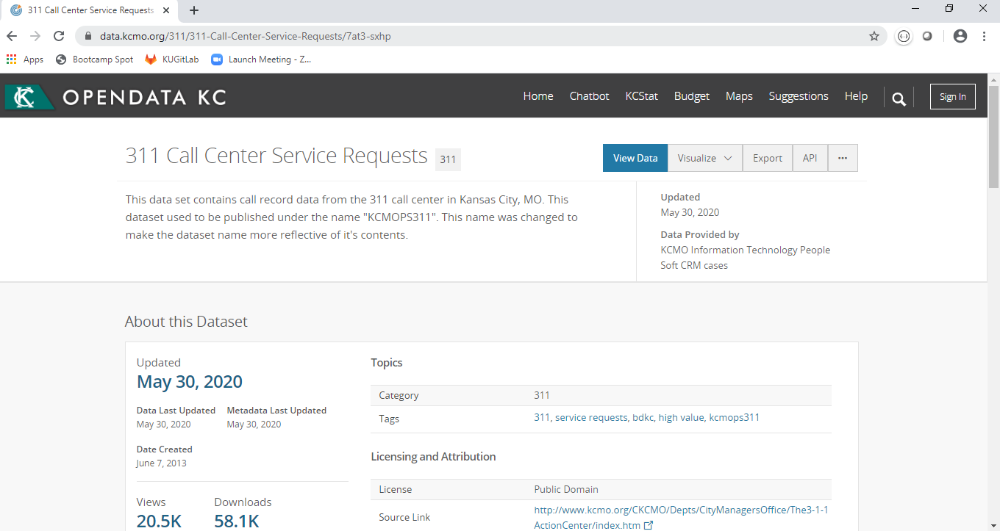 311 Call Center Service Requests
data.kcmo.org/311/311-Call-Center-Service-Requests/7at3-sxhp
Apps Bootcamp Spot KUGitLab Launch Meeting - Z...
KC OPENDATA KC Home Chatbot KCStat Budget Maps Suggestions Help Sign In
311 Call Center Service Requests 311 View Data Visualize Export API ...
This data set contains call record data from the 311 call center in Kansas City, MO. This
dataset used to be published under the name "KCMOPS311". This name was changed to
make the dataset name more reflective of it's contents.
Updated
May 30, 2020
Data Provided by
KCMO Information Technology People
Soft CRM cases
About this Dataset
Updated
May 30, 2020
Data Last Updated Metadata Last Updated
May 30, 2020 May 30, 2020
Date Created
June 7, 2013
Views Downloads
20.5K 58.1K
Topics
Category 311
Tags 311, service requests, bdkc, high value, kcmops311
Licensing and Attribution
License Public Domain
Source Link http://www.kcmo.org/CKCMO/Depts/CityManagersOffice/The3-1-1
ActionCenter/index.htm